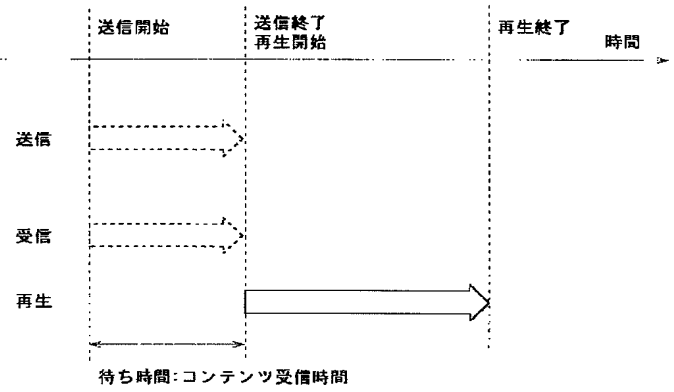 送信開始
送信終了
再生開始
再生終了
時間
送信
受信
再生
待ち時間:コンテンツ受信時間